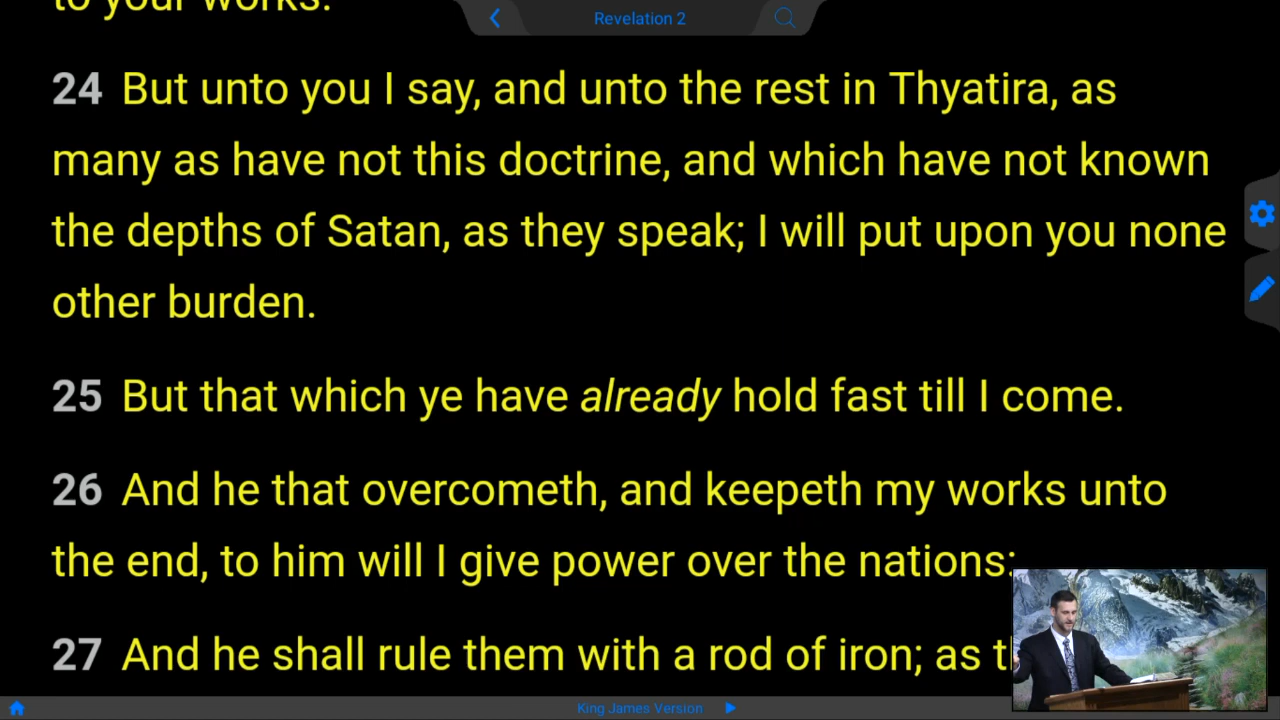 to your works.
Revelation 2
24 But unto you I say, and unto the rest in Thyatira, as
many as have not this doctrine, and which have not known
the depths of Satan, as they speak; I will put upon you none
other burden.
25 But that which ye have already hold fast till I come.
26 And he that overcometh, and keepeth my works unto
the end, to him will I give power over the nations:
27 And he shall rule them with a rod of iron; as
King James Version